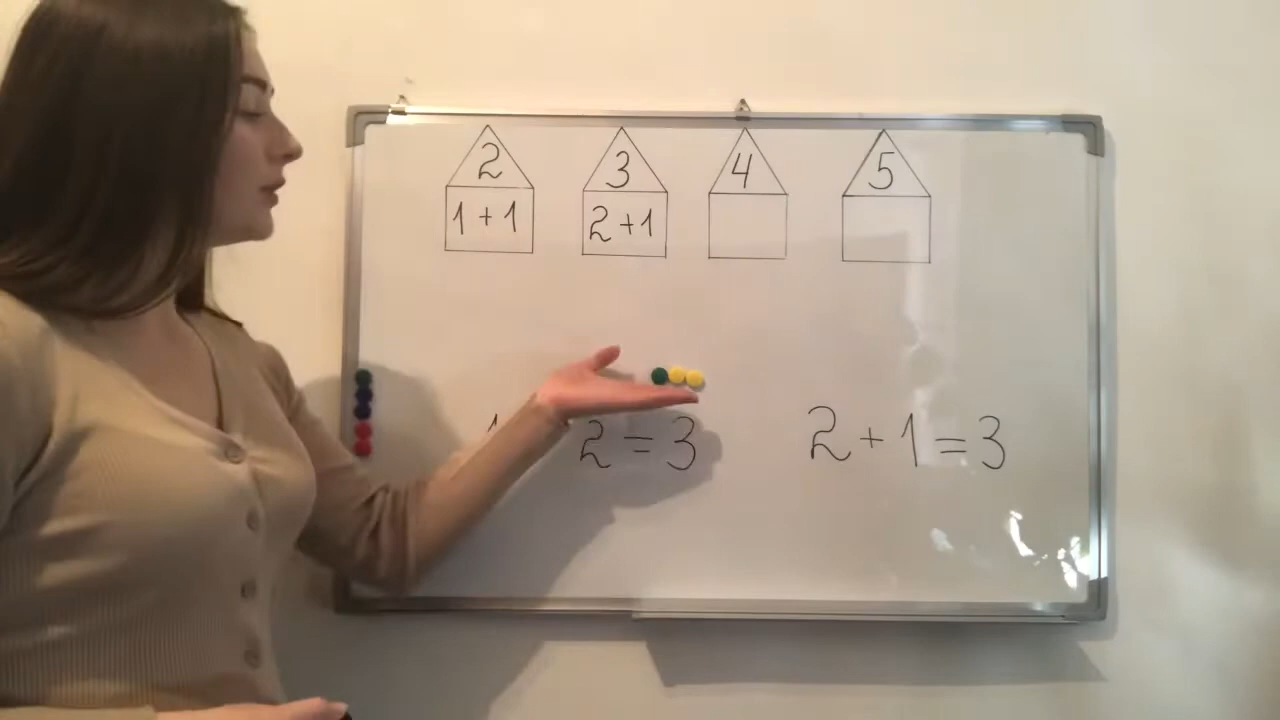 2 3 4 5
1 + 1 2 + 1
2 = 3 2 + 1 = 3